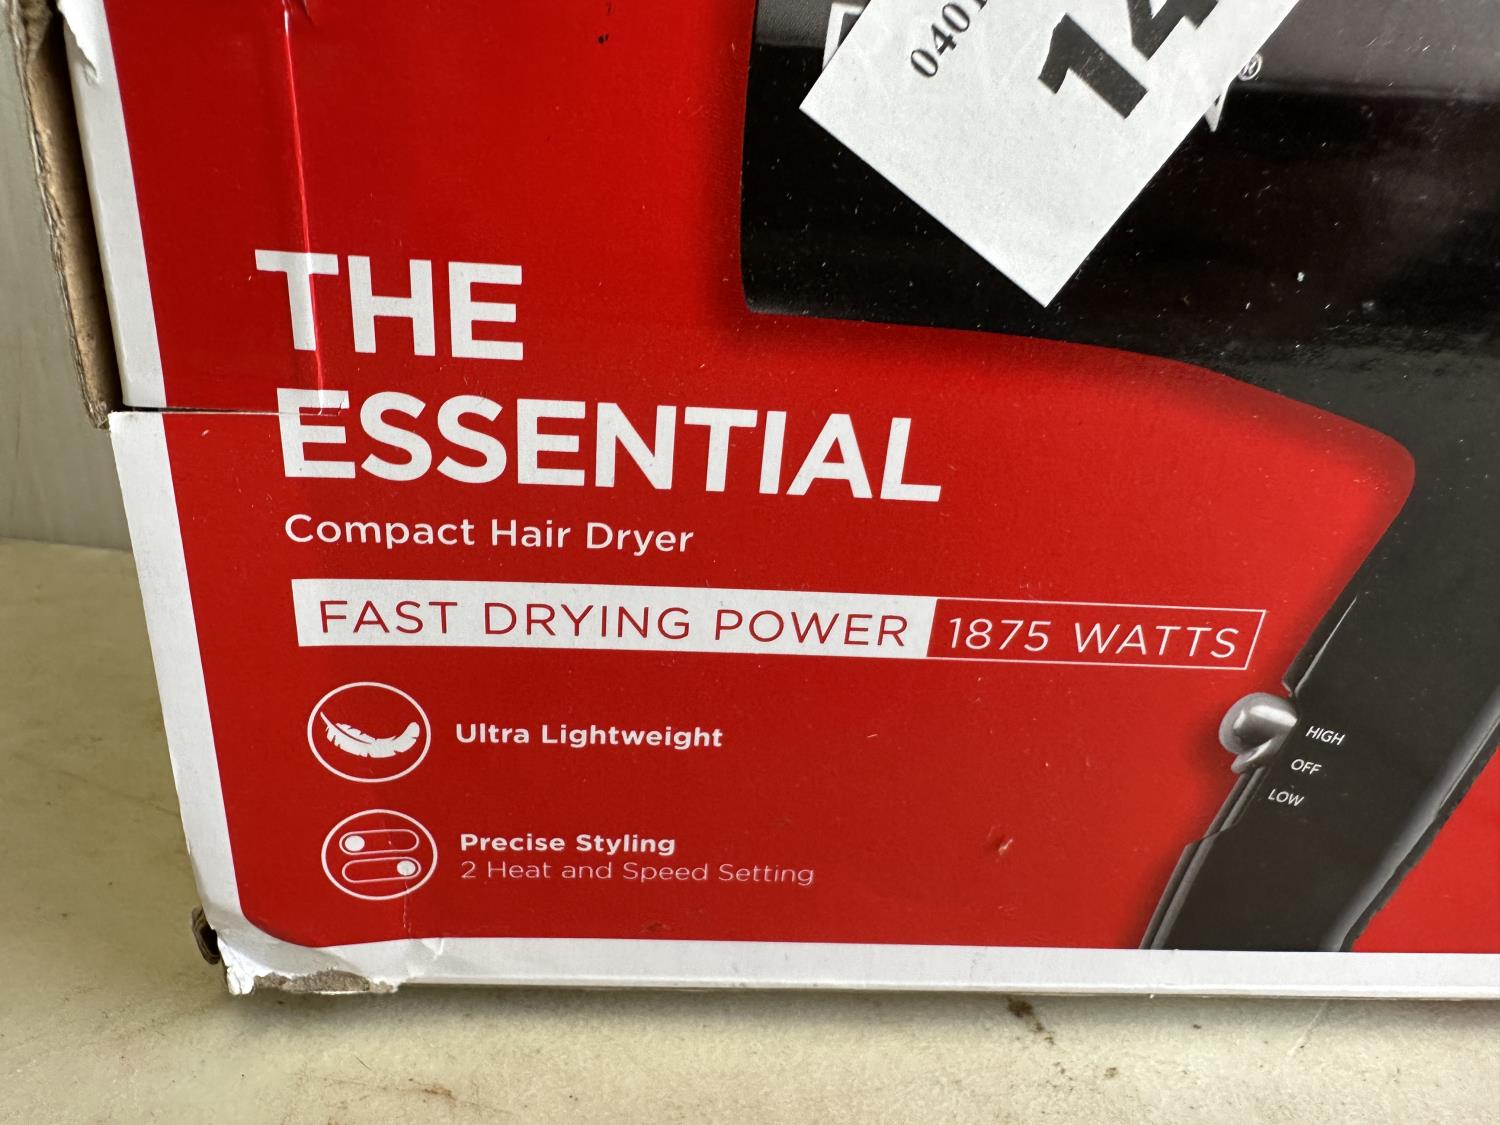 THE
ESSENTIAL
Compact Hair Dryer
FAST DRYING POWER 1875 WATTS
Ultra Lightweight
Precise Styling
2 Heat and Speed Setting
HIGH
OFF
LOW
®